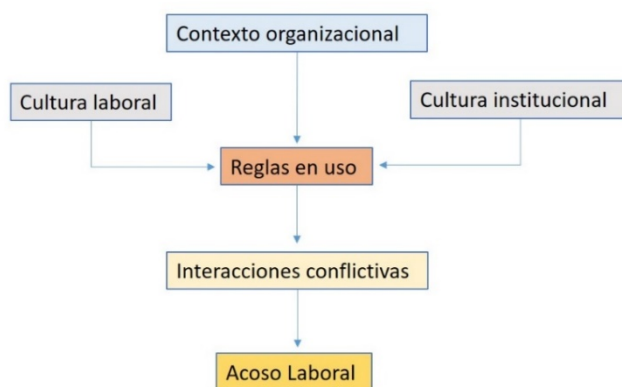 Contexto organizacional
Cultura laboral
Cultura institucional
Reglas en uso
Interacciones conflictivas
Acoso Laboral